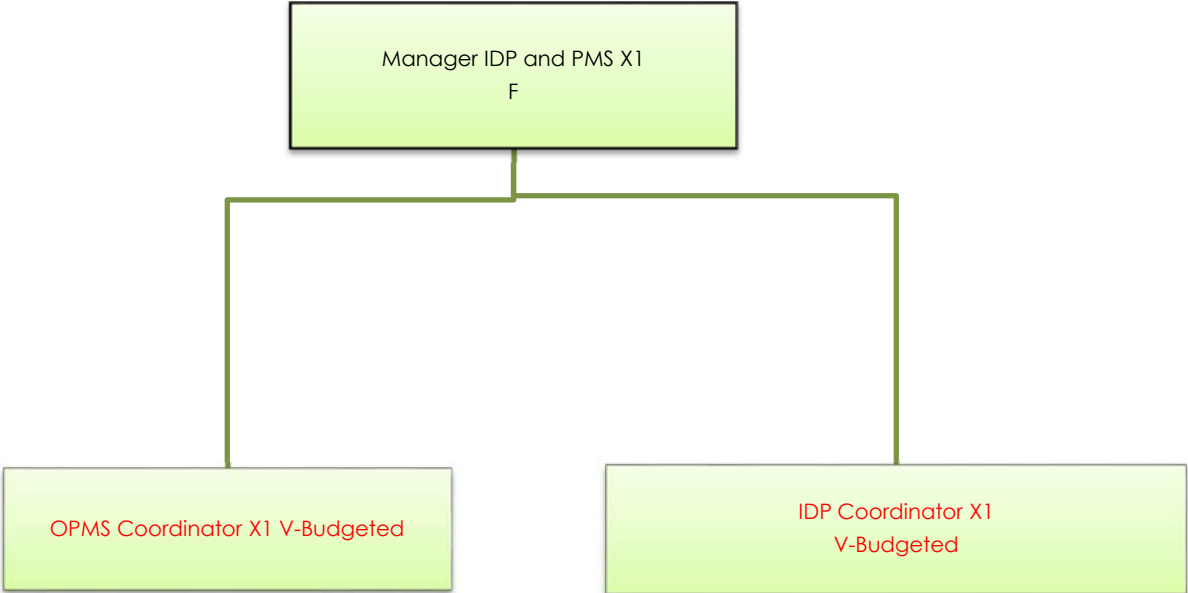 Manager IDP and PMS X1
F
OPMS Coordinator X1 V-Budgeted
IDP Coordinator X1
V-Budgeted